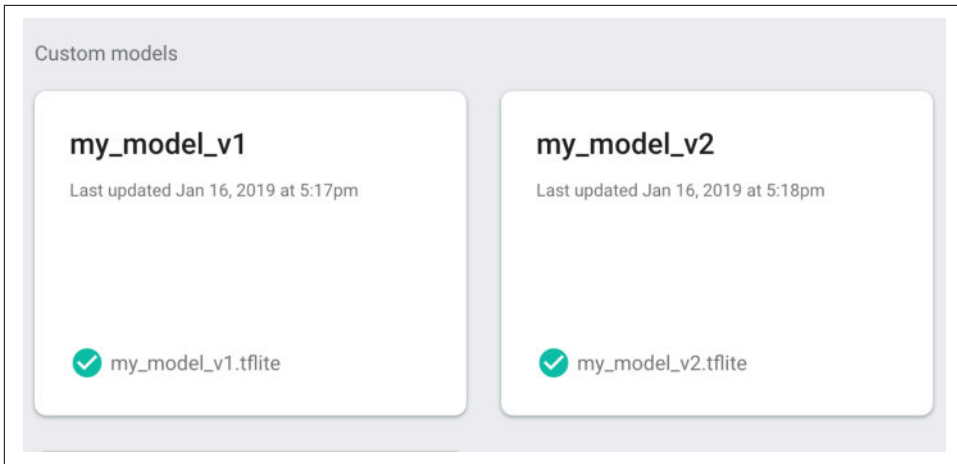 Custom models
my_model_v1
Last updated Jan 16, 2019 at 5:17pm
my_model_v1.tflite
my_model_v2
Last updated Jan 16, 2019 at 5:18pm
my_model_v2.tflite